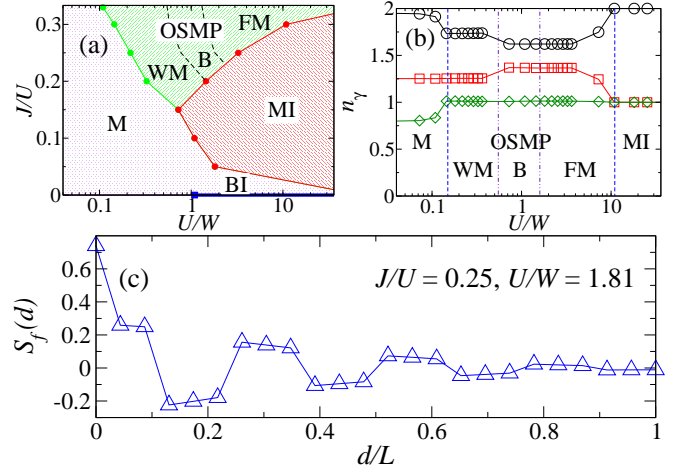 (a)
OSMP
FM
WM
B
M
MI
BI
J/U
0.3
0.2
0.1
0
0.1
1
10
U/W
(b)
n_γ
2
1.5
1
0.5
0
M
OSMP
MI
WM
B
FM
0.1
1
10
U/W
(c)
J/U = 0.25, U/W = 1.81
S_f(d)
0.6
0.4
0.2
0
-0.2
0
0.2
0.4
0.6
0.8
1
d/L